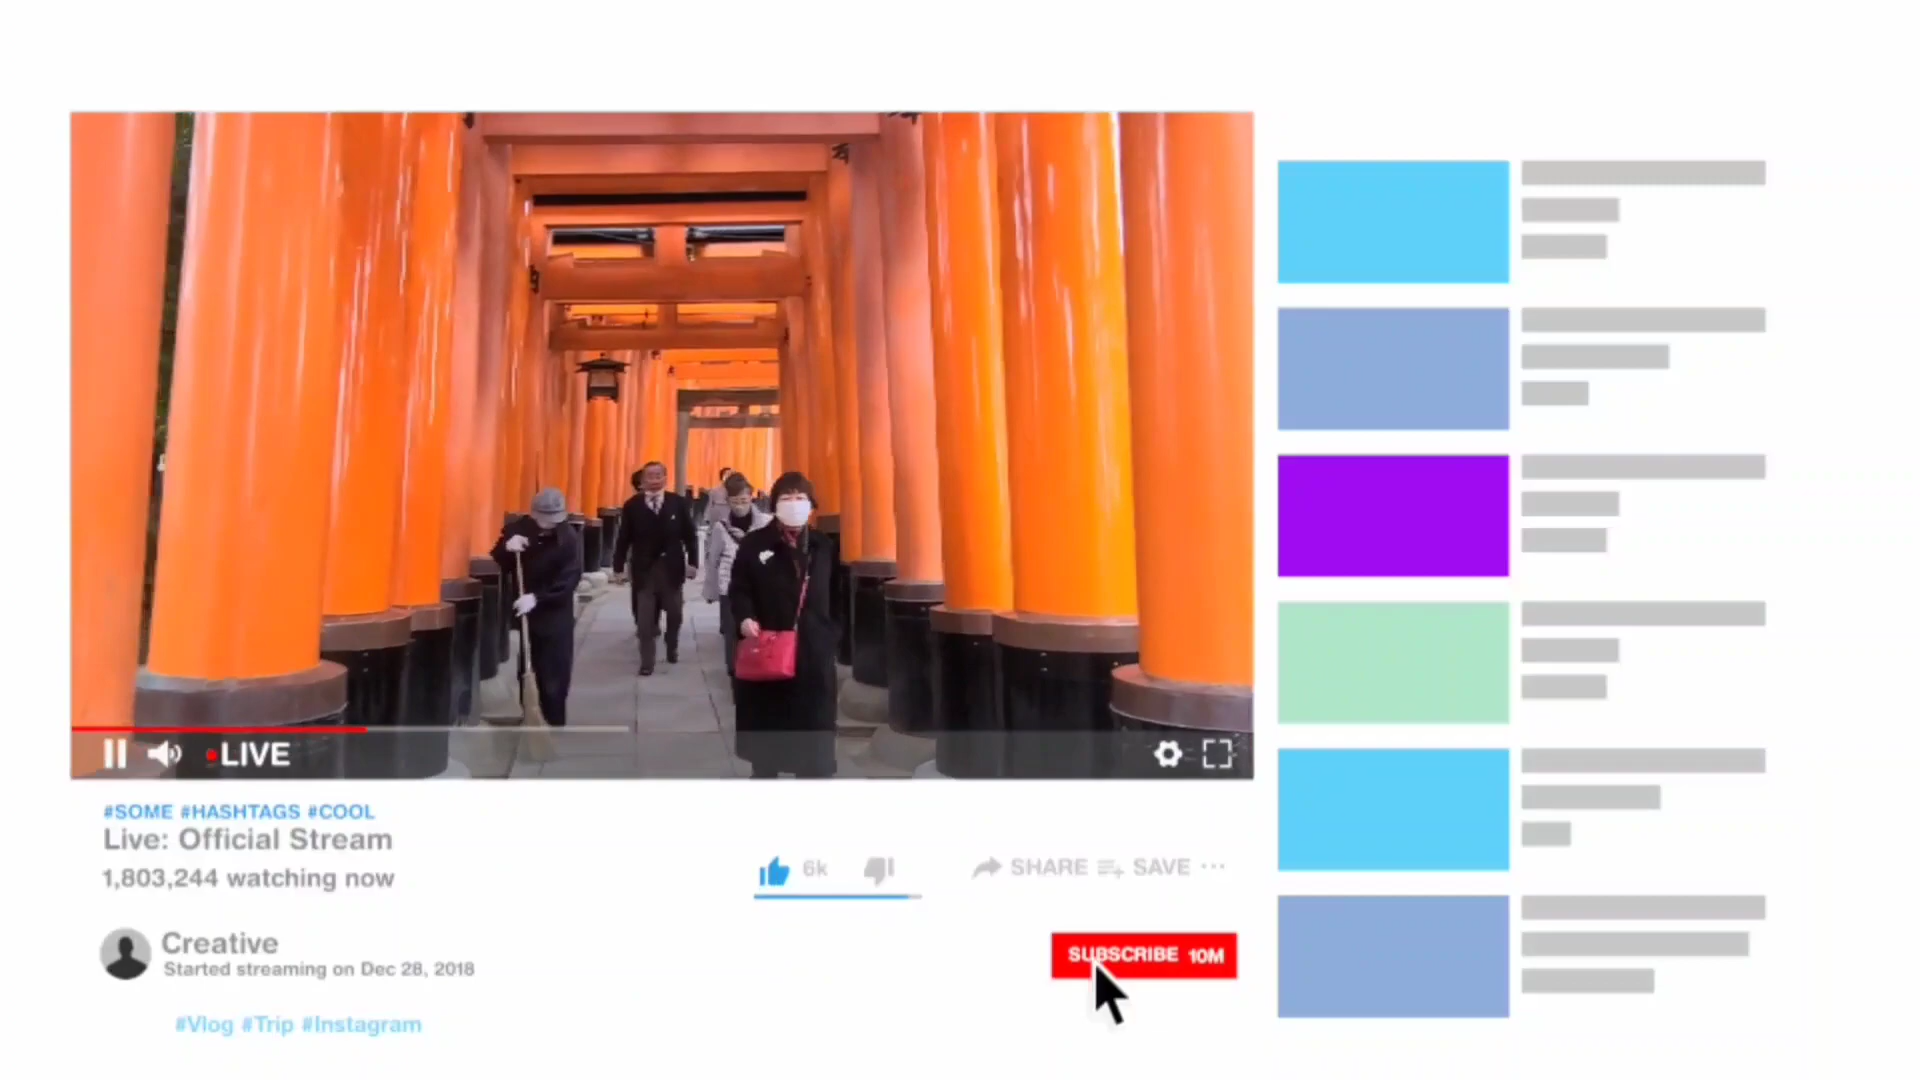 LIVE
#SOME #HASHTAGS #COOL
Live: Official Stream
1,803,244 watching now
6k
SHARE
SAVE
Creative
Started streaming on Dec 28, 2018
SUBSCRIBE 10M
#Vlog #Trip #Instagram